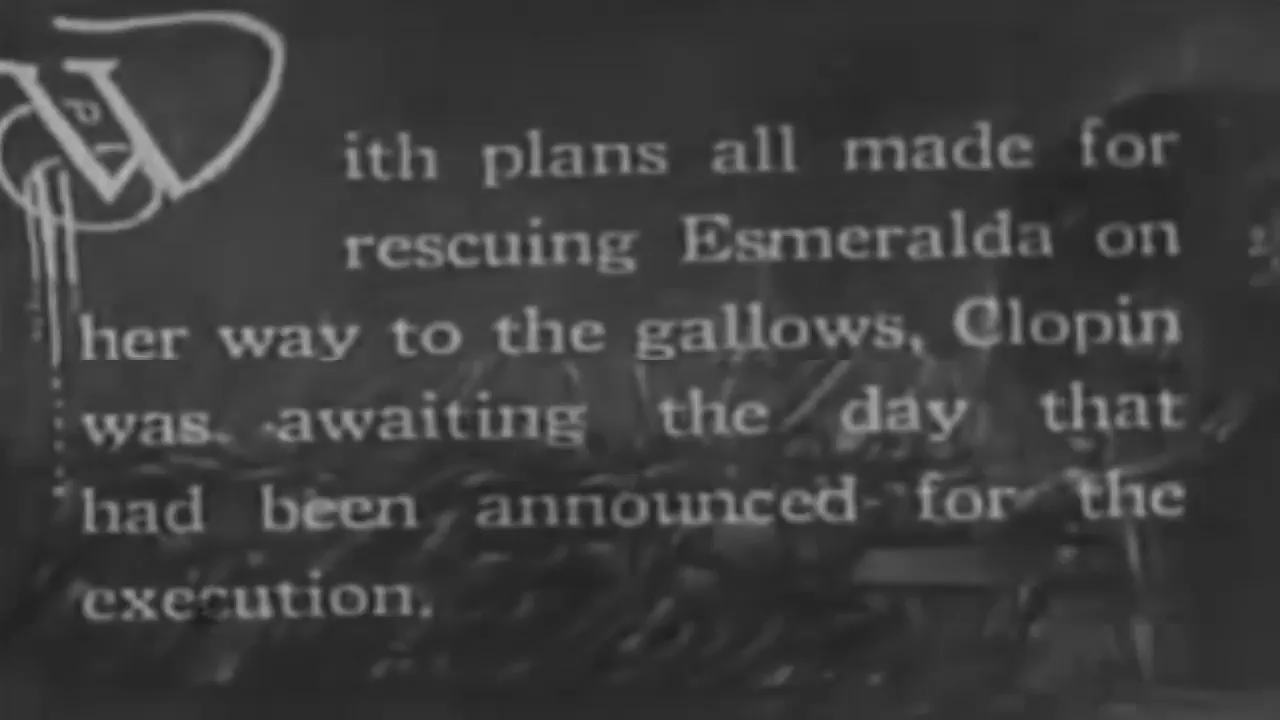 With plans all made for
rescuing Esmeralda on
her way to the gallows, Clopin
was awaiting the day that
had been announced for the
execution.